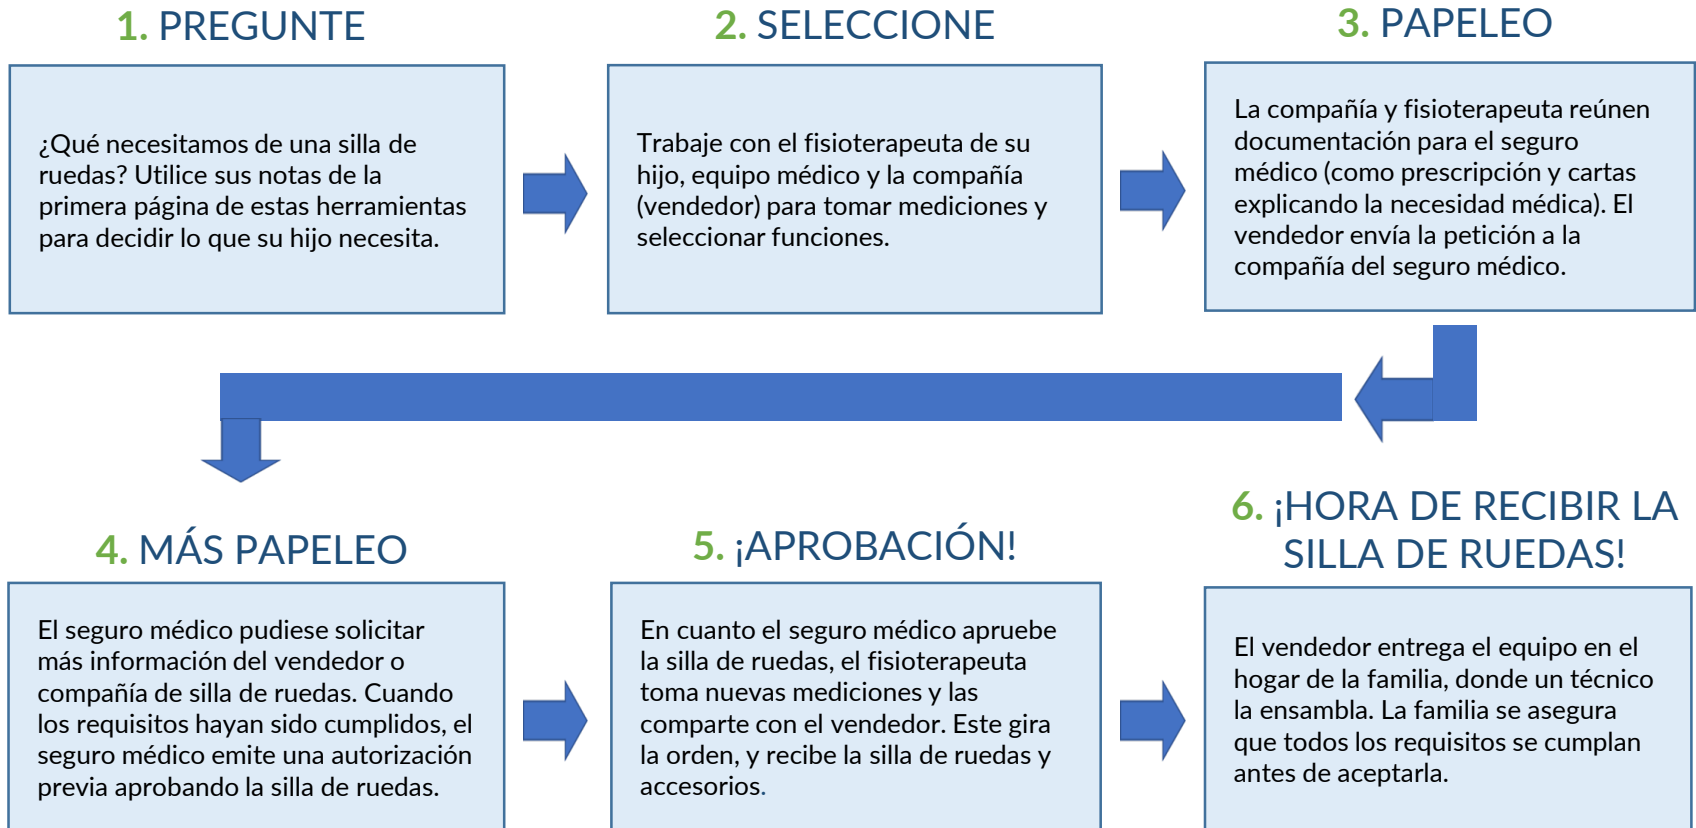 1. PREGUNTE
¿Qué necesitamos de una silla de
ruedas? Utilice sus notas de la
primera página de estas herramientas
para decidir lo que su hijo necesita.
2. SELECCIONE
Trabaje con el fisioterapeuta de su
hijo, equipo médico y la compañía
(vendedor) para tomar mediciones y
seleccionar funciones.
3. PAPELEO
La compañía y fisioterapeuta reúnen
documentación para el seguro
médico (como prescripción y cartas
explicando la necesidad médica). El
vendedor envía la petición a la
compañía del seguro médico.
4. MÁS PAPELEO
El seguro médico pudiese solicitar
más información del vendedor o
compañía de silla de ruedas. Cuando
los requisitos hayan sido cumplidos, el
seguro médico emite una autorización
previa aprobando la silla de ruedas.
5. ¡APROBACIÓN!
En cuanto el seguro médico apruebe
la silla de ruedas, el fisioterapeuta
toma nuevas mediciones y las
comparte con el vendedor. Este gira
la orden, y recibe la silla de ruedas y
accesorios.
6. ¡HORA DE RECIBIR LA
SILLA DE RUEDAS!
El vendedor entrega el equipo en el
hogar de la familia, donde un técnico
la ensambla. La familia se asegura
que todos los requisitos se cumplan
antes de aceptarla.